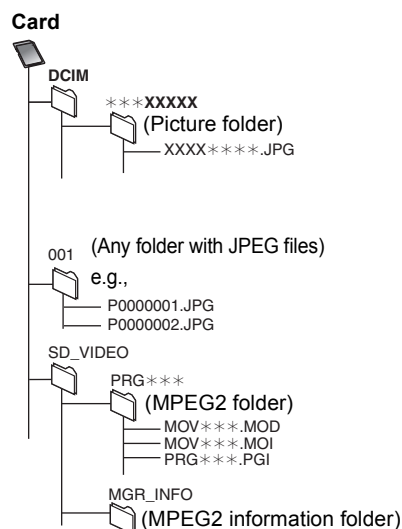 Card
DCIM
∗∗∗XXXXX
(Picture folder)
XXXX∗∗∗∗.JPG
001
(Any folder with JPEG files)
e.g.,
P0000001.JPG
P0000002.JPG
SD_VIDEO
PRG∗∗∗
(MPEG2 folder)
MOV∗∗∗.MOD
MOV∗∗∗.MOI
PRG∗∗∗.PGI
MGR_INFO
(MPEG2 information folder)